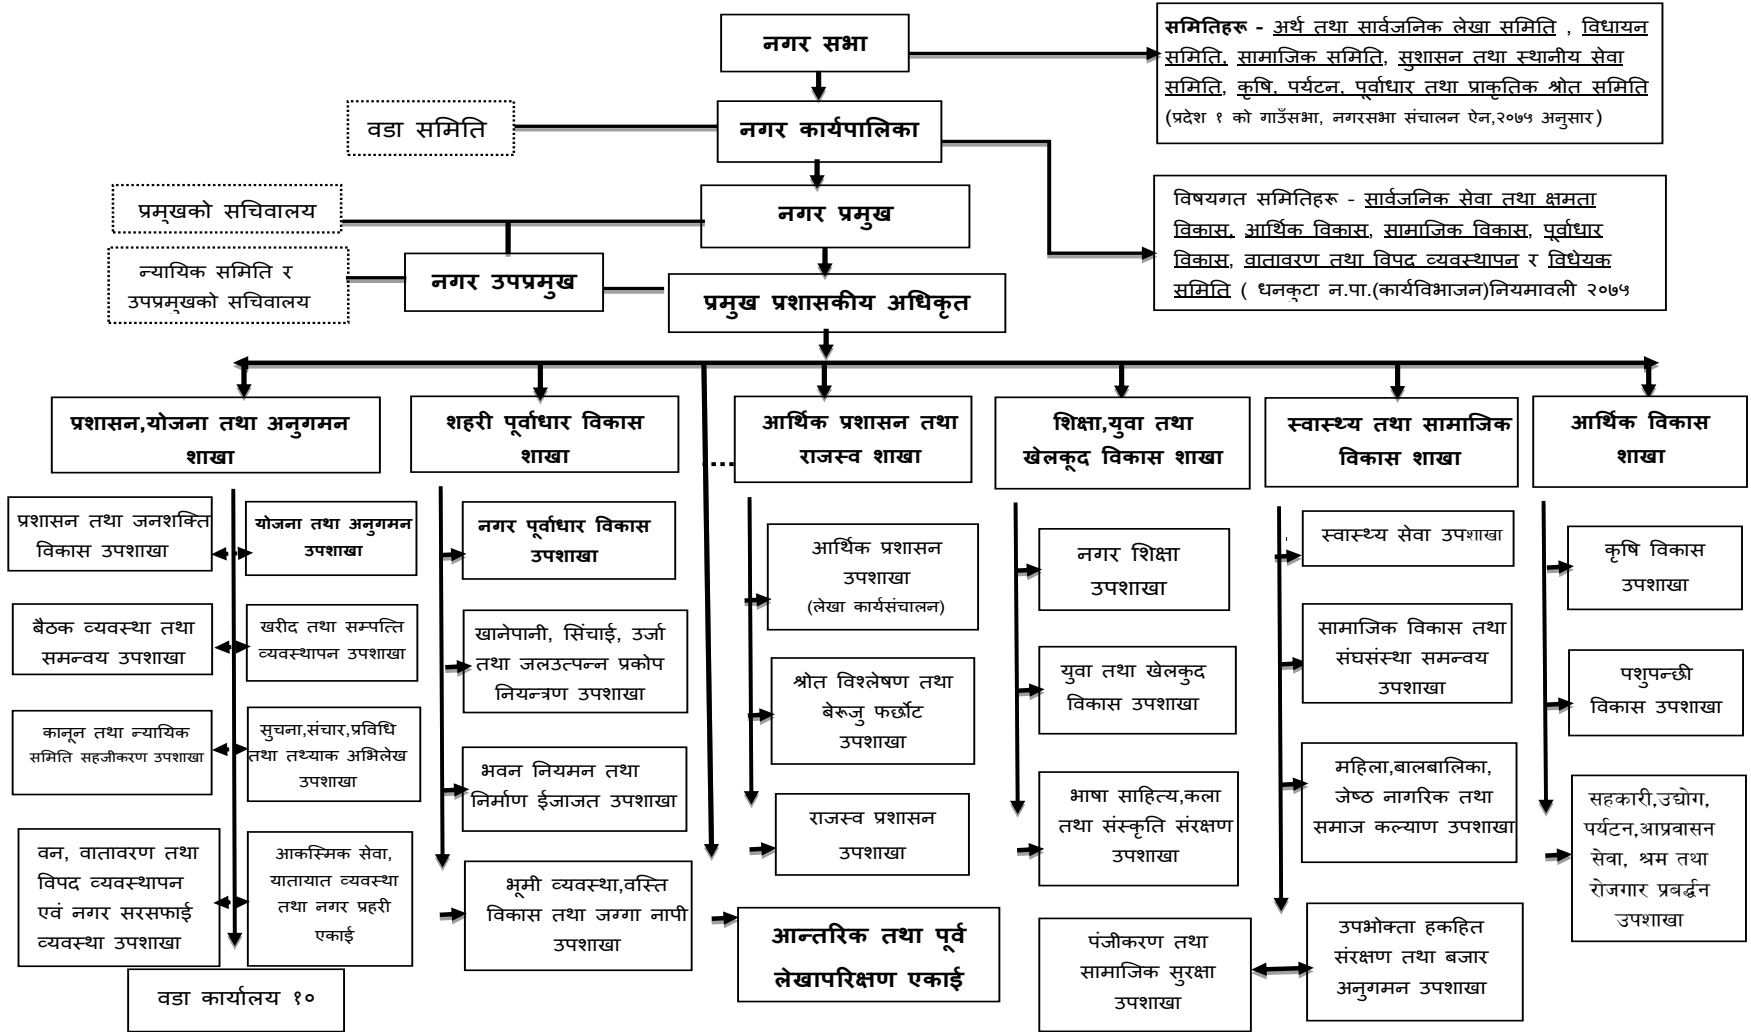 नगर सभा
समितिहरू - अर्थ तथा सार्वजनिक लेखा समिति , विधायन
समिति, सामाजिक समिति, सुशासन तथा स्थानीय सेवा
समिति, कृषि, पर्यटन, पूर्वाधार तथा प्राकृतिक श्रोत समिति
(प्रदेश १ को गाउँसभा, नगरसभा संचालन ऐन,२०७५ अनुसार)
वडा समिति
नगर कार्यपालिका
प्रमुखको सचिवालय
नगर प्रमुख
विषयगत समितिहरू - सार्वजनिक सेवा तथा क्षमता
विकास, आर्थिक विकास, सामाजिक विकास, पूर्वाधार
विकास, वातावरण तथा विपद व्यवस्थापन र विधेयक
समिति ( धनकुटा न.पा.(कार्यविभाजन)नियमावली २०७५
न्यायिक समिति र
उपप्रमुखको सचिवालय
नगर उपप्रमुख
प्रमुख प्रशासकीय अधिकृत
प्रशासन,योजना तथा अनुगमन
शाखा
शहरी पूर्वाधार विकास
शाखा
आर्थिक प्रशासन तथा
राजस्व शाखा
शिक्षा,युवा तथा
खेलकूद विकास शाखा
स्वास्थ्य तथा सामाजिक
विकास शाखा
आर्थिक विकास
शाखा
प्रशासन तथा जनशक्ति
विकास उपशाखा
योजना तथा अनुगमन
उपशाखा
बैठक व्यवस्था तथा
समन्वय उपशाखा
खरीद तथा सम्पत्ति
व्यवस्थापन उपशाखा
कानून तथा न्यायिक
समिति सहजीकरण उपशाखा
सुचना,संचार,प्रविधि
तथा तथ्याक अभिलेख
उपशाखा
वन, वातावरण तथा
विपद व्यवस्थापन
एवं नगर सरसफाई
व्यवस्था उपशाखा
आकस्मिक सेवा,
यातायात व्यवस्था
तथा नगर प्रहरी
एकाई
वडा कार्यालय १०
नगर पूर्वाधार विकास
उपशाखा
खानेपानी, सिंचाई, उर्जा
तथा जलउत्पन्न प्रकोप
नियन्त्रण उपशाखा
भवन नियमन तथा
निर्माण ईजाजत उपशाखा
भूमी व्यवस्था,वस्ति
विकास तथा जग्गा नापी
उपशाखा
आर्थिक प्रशासन
उपशाखा
(लेखा कार्यसंचालन)
श्रोत विश्लेषण तथा
बेरूजु फर्छौट
उपशाखा
राजस्व प्रशासन
उपशाखा
आन्तरिक तथा पूर्व
लेखापरिक्षण एकाई
नगर शिक्षा
उपशाखा
युवा तथा खेलकुद
विकास उपशाखा
भाषा साहित्य,कला
तथा संस्कृति संरक्षण
उपशाखा
पंजीकरण तथा
सामाजिक सुरक्षा
उपशाखा
स्वास्थ्य सेवा उपशाखा
सामाजिक विकास तथा
संघसंस्था समन्वय
उपशाखा
महिला,बालबालिका,
जेष्ठ नागरिक तथा
समाज कल्याण उपशाखा
उपभोक्ता हकहित
संरक्षण तथा बजार
अनुगमन उपशाखा
कृषि विकास
उपशाखा
पशुपन्छी
विकास उपशाखा
सहकारी,उद्योग,
पर्यटन,आप्रवासन
सेवा, श्रम तथा
रोजगार प्रबर्द्धन
उपशाखा